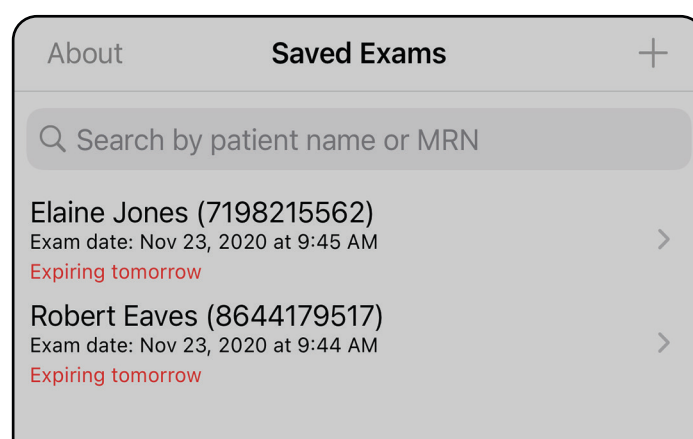 About
Saved Exams
Search by patient name or MRN
Elaine Jones (7198215562)
Exam date: Nov 23, 2020 at 9:45 AM
Expiring tomorrow
Robert Eaves (8644179517)
Exam date: Nov 23, 2020 at 9:44 AM
Expiring tomorrow